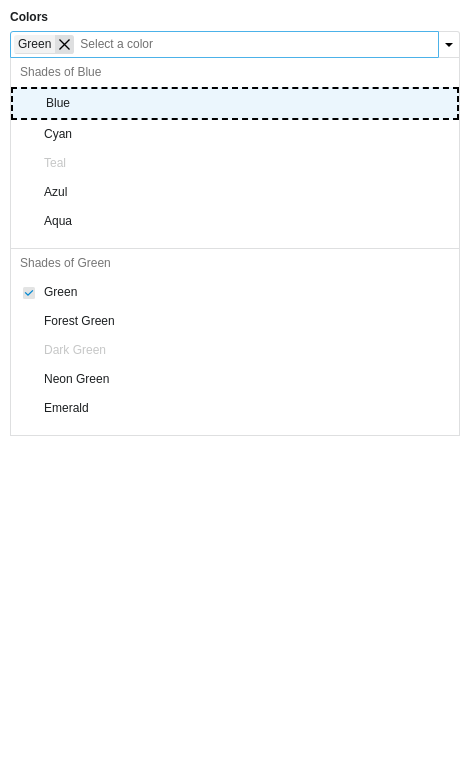 Colors
Green Select a color
Shades of Blue
Blue
Cyan
Teal
Azul
Aqua
Shades of Green
Green
Forest Green
Dark Green
Neon Green
Emerald